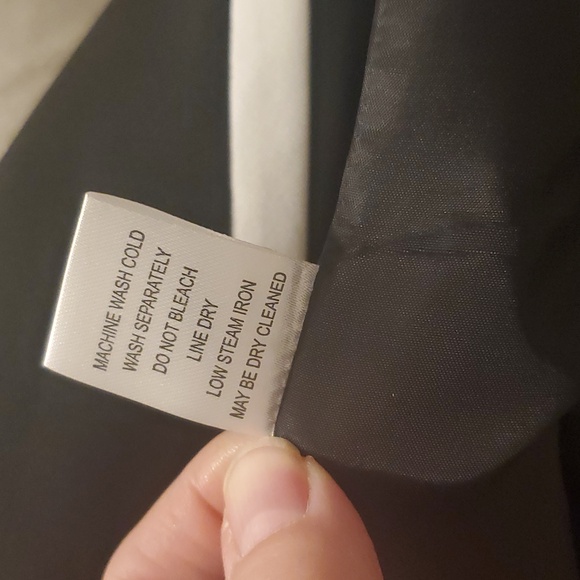 MACHINE WASH COLD
WASH SEPARATELY
DO NOT BLEACH
LINE DRY
LOW STEAM IRON
MAY BE DRY CLEANED